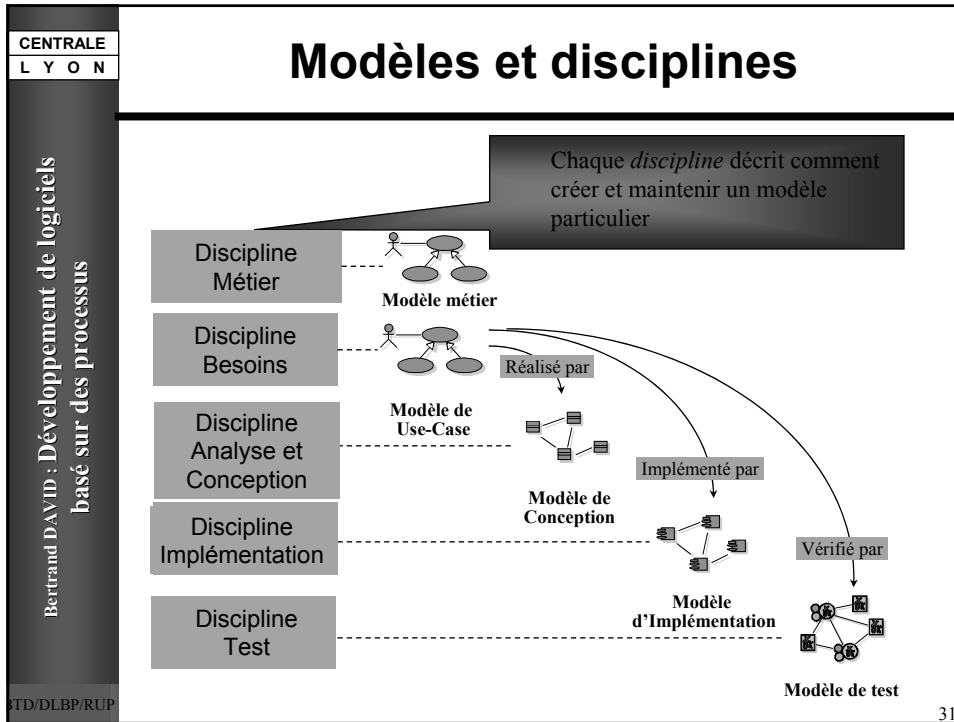 CENTRALE
L Y O N
Modèles et disciplines
Bertrand DAVID : Développement de logiciels
basé sur des processus
Chaque discipline décrit comment
créer et maintenir un modèle
particulier
Discipline
Métier
Modèle métier
Discipline
Besoins
Réalisé par
Modèle de
Use-Case
Discipline
Analyse et
Conception
Implémenté par
Modèle de
Conception
Discipline
Implémentation
Vérifié par
Modèle
d'Implémentation
Discipline
Test
Modèle de test
TD/DLBP/RUP
31